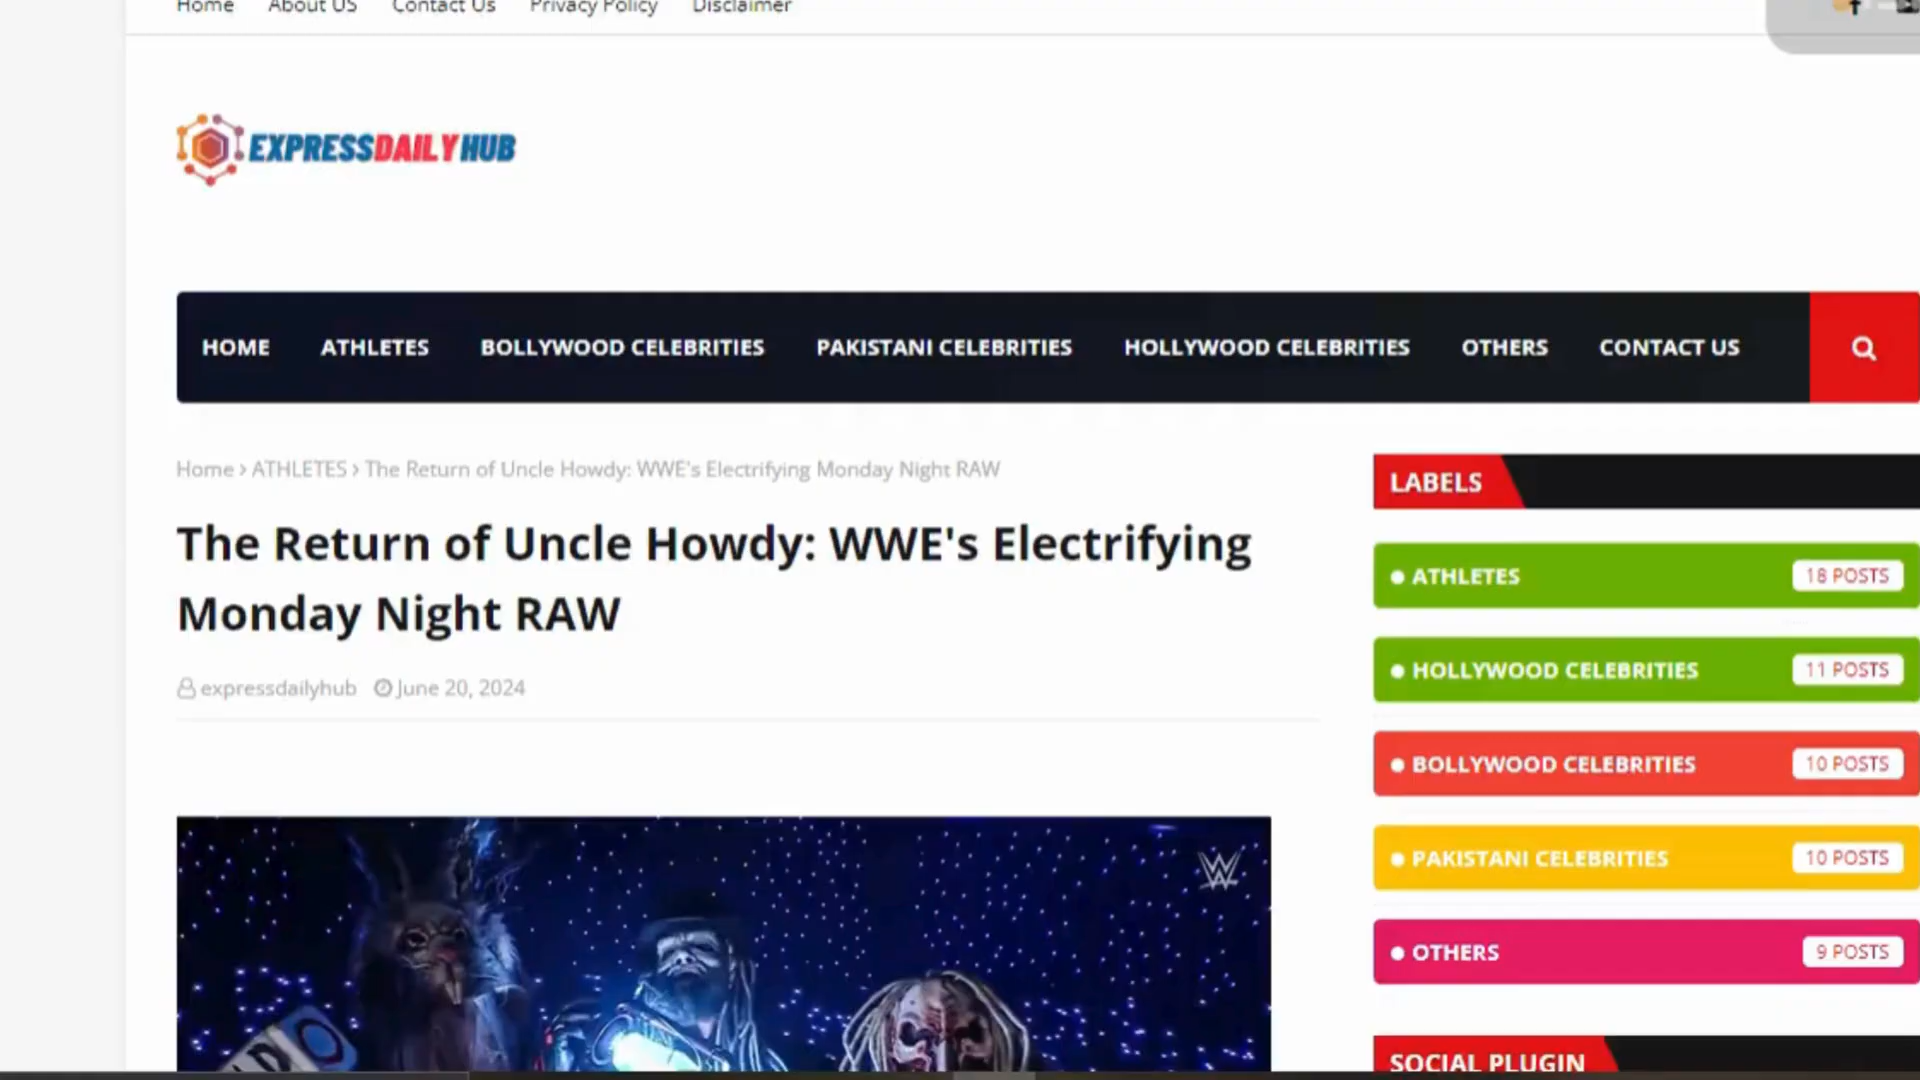 Home About US Contact Us Privacy Policy Disclaimer
EXPRESSDAILYHUB
HOME ATHLETES BOLLYWOOD CELEBRITIES PAKISTANI CELEBRITIES HOLLYWOOD CELEBRITIES OTHERS CONTACT US
Home › ATHLETES › The Return of Uncle Howdy: WWE's Electrifying Monday Night RAW
The Return of Uncle Howdy: WWE's Electrifying
Monday Night RAW
expressdailyhub June 20, 2024
W
LABELS
ATHLETES 18 POSTS
HOLLYWOOD CELEBRITIES 11 POSTS
BOLLYWOOD CELEBRITIES 10 POSTS
PAKISTANI CELEBRITIES 10 POSTS
OTHERS 9 POSTS
SOCIAL PLUGIN